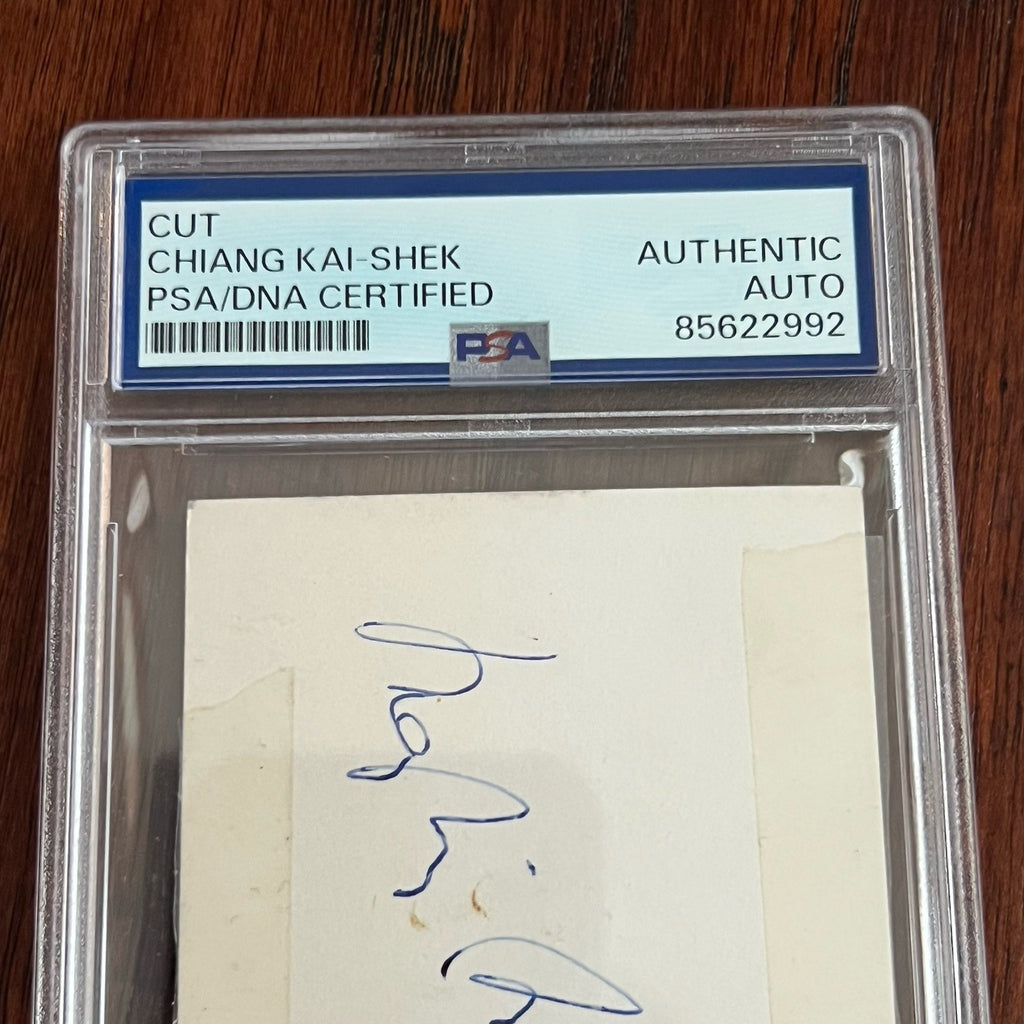 CUT
CHIANG KAI-SHEK
PSA/DNA CERTIFIED
AUTHENTIC
AUTO
85622992
PSA